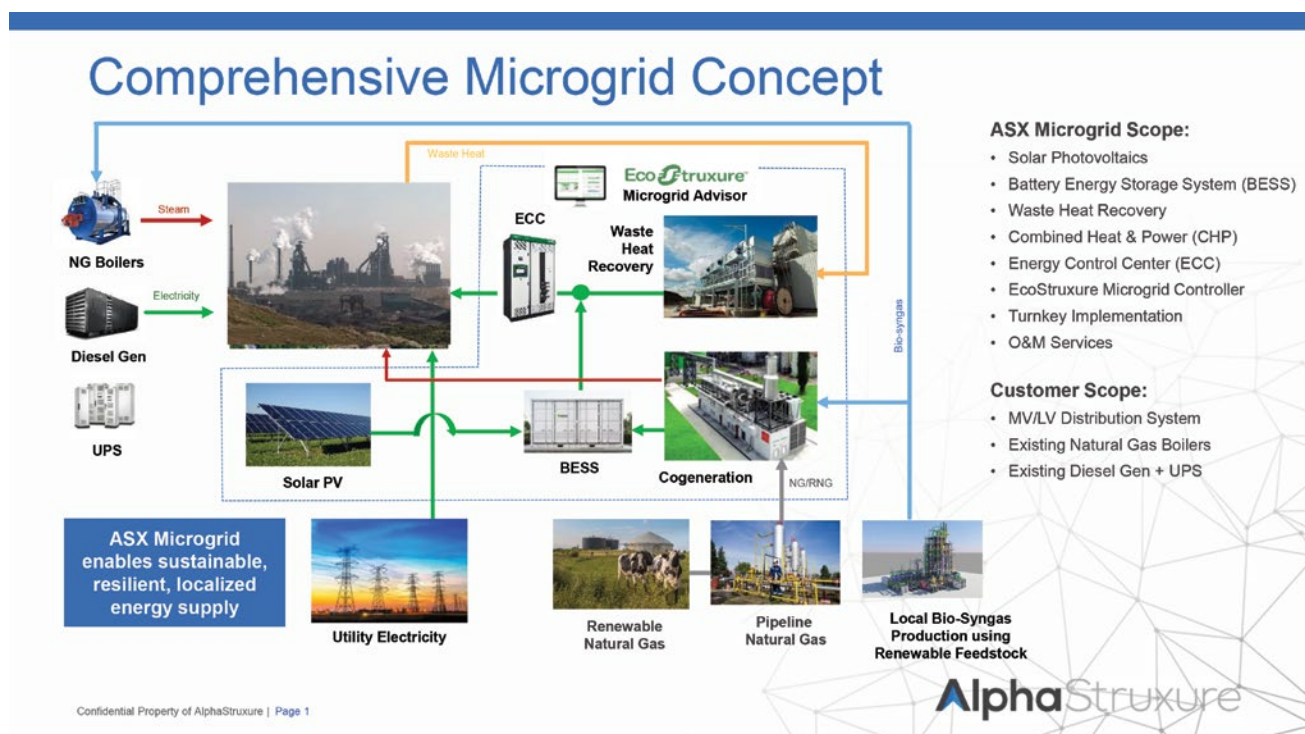 Comprehensive Microgrid Concept
Waste Heat
EcoStruxure™
Microgrid Advisor
ECC
Waste
Heat
Recovery
Steam
NG Boilers
Electricity
Diesel Gen
UPS
Bio-syngas
Solar PV
BESS
Cogeneration
NG/RNG
ASX Microgrid
enables sustainable,
resilient, localized
energy supply
Utility Electricity
Renewable
Natural Gas
Pipeline
Natural Gas
Local Bio-Syngas
Production using
Renewable Feedstock
ASX Microgrid Scope:
• Solar Photovoltaics
• Battery Energy Storage System (BESS)
• Waste Heat Recovery
• Combined Heat & Power (CHP)
• Energy Control Center (ECC)
• EcoStruxure Microgrid Controller
• Turnkey Implementation
• O&M Services
Customer Scope:
• MV/LV Distribution System
• Existing Natural Gas Boilers
• Existing Diesel Gen + UPS
Confidential Property of AlphaStruxure | Page 1
AlphaStruxure